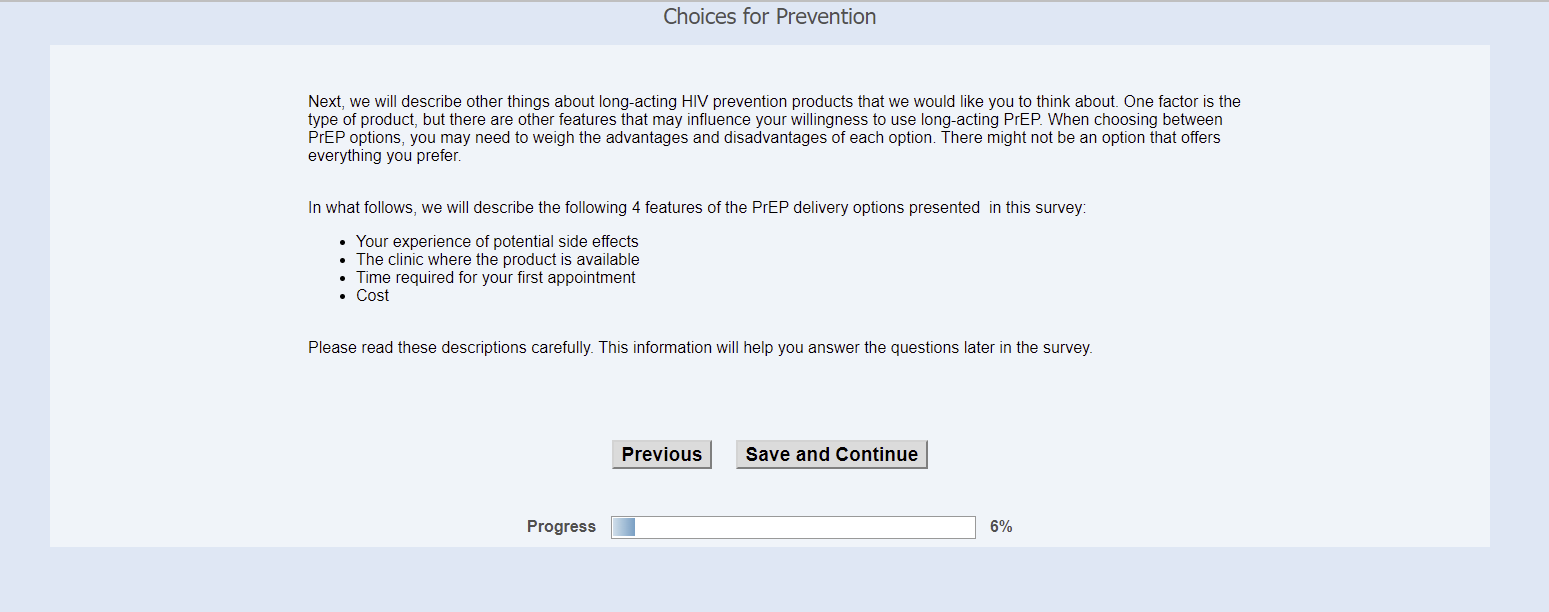 Choices for Prevention
Next, we will describe other things about long-acting HIV prevention products that we would like you to think about. One factor is the
type of product, but there are other features that may influence your willingness to use long-acting PrEP. When choosing between
PrEP options, you may need to weigh the advantages and disadvantages of each option. There might not be an option that offers
everything you prefer.
In what follows, we will describe the following 4 features of the PrEP delivery options presented  in this survey:
• Your experience of potential side effects
• The clinic where the product is available
• Time required for your first appointment
• Cost
Please read these descriptions carefully. This information will help you answer the questions later in the survey.
Previous Save and Continue
Progress 6%